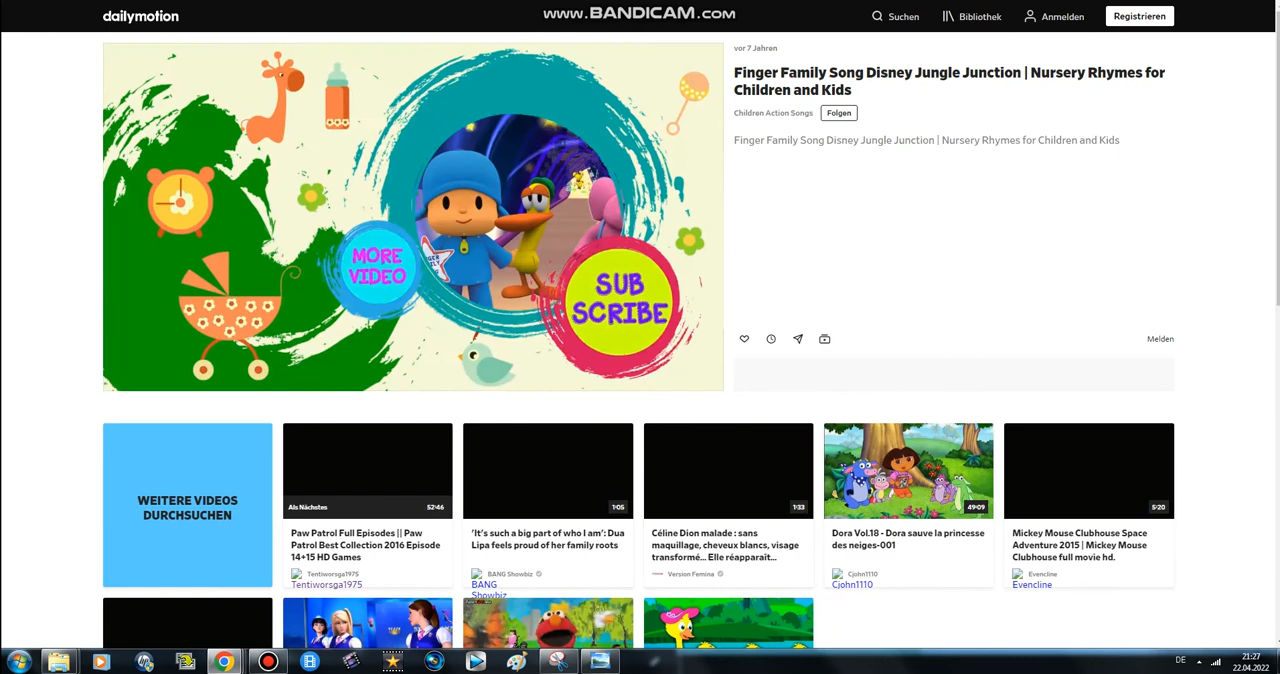 dailymotion
www.BANDICAM.com
Suchen
Bibliothek
Anmelden
Registrieren
vor 7 Jahren
Finger Family Song Disney Jungle Junction | Nursery Rhymes for
Children and Kids
Children Action Songs
Folgen
Finger Family Song Disney Jungle Junction | Nursery Rhymes for Children and Kids
MORE
VIDEO
SUB
SCRIBE
Melden
WEITERE VIDEOS
DURCHSUCHEN
Als Nächstes
52:46
Paw Patrol Full Episodes || Paw
Patrol Best Collection 2016 Episode
14+15 HD Games
Tentiworsga1975
Tentiworsga1975
1:05
'It's such a big part of who I am': Dua
Lipa feels proud of her family roots
BANG Showbiz
BANG
Showbiz
1:33
Céline Dion malade : sans
maquillage, cheveux blancs, visage
transformé... Elle réapparaît...
Version Femina
49:09
Dora Vol.18 - Dora sauve la princesse
des neiges-001
Cjohn1110
Cjohn1110
5:20
Mickey Mouse Clubhouse Space
Adventure 2015 | Mickey Mouse
Clubhouse full movie hd.
Evencline
Evencline
DE
21:27
22.04.2022